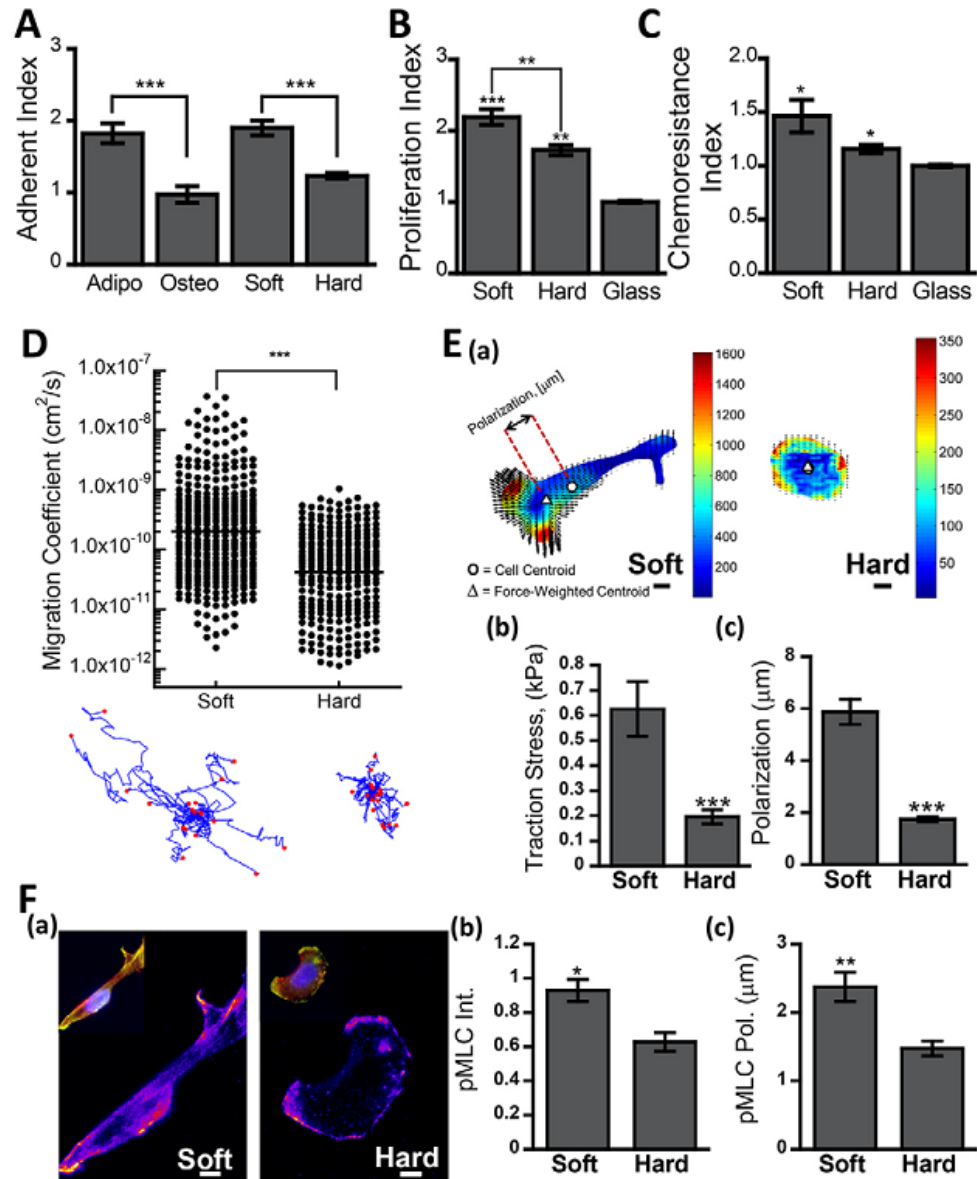 A
Adherent Index
3
2
1
0
***
***
Adipo Osteo Soft Hard
B
Proliferation Index
3
2
1
0
**
***
**
Soft Hard Glass
C
Chemoresistance
Index
2.0
1.5
1.0
0.5
0.0
*
*
Soft Hard Glass
D
Migration Coefficient (cm²/s)
1.0x10⁻⁷
1.0x10⁻⁸
1.0x10⁻⁹
1.0x10⁻¹⁰
1.0x10⁻¹¹
1.0x10⁻¹²
***
Soft Hard
E
(a)
Polarization, [μm]
O = Cell Centroid
Δ = Force-Weighted Centroid
Soft
1600
1400
1200
1000
800
600
400
200
Hard
350
300
250
200
150
100
50
(b)
Traction Stress, (kPa)
0.8
0.7
0.6
0.5
0.4
0.3
0.2
0.1
0
***
Soft Hard
(c)
Polarization (μm)
8
6
4
2
0
***
Soft Hard
F
(a)
Soft
Hard
(b)
pMLC Int.
1.2
1
0.8
0.6
0.4
0.2
0
*
Soft Hard
(c)
pMLC Pol. (μm)
3
2
1
0
**
Soft Hard